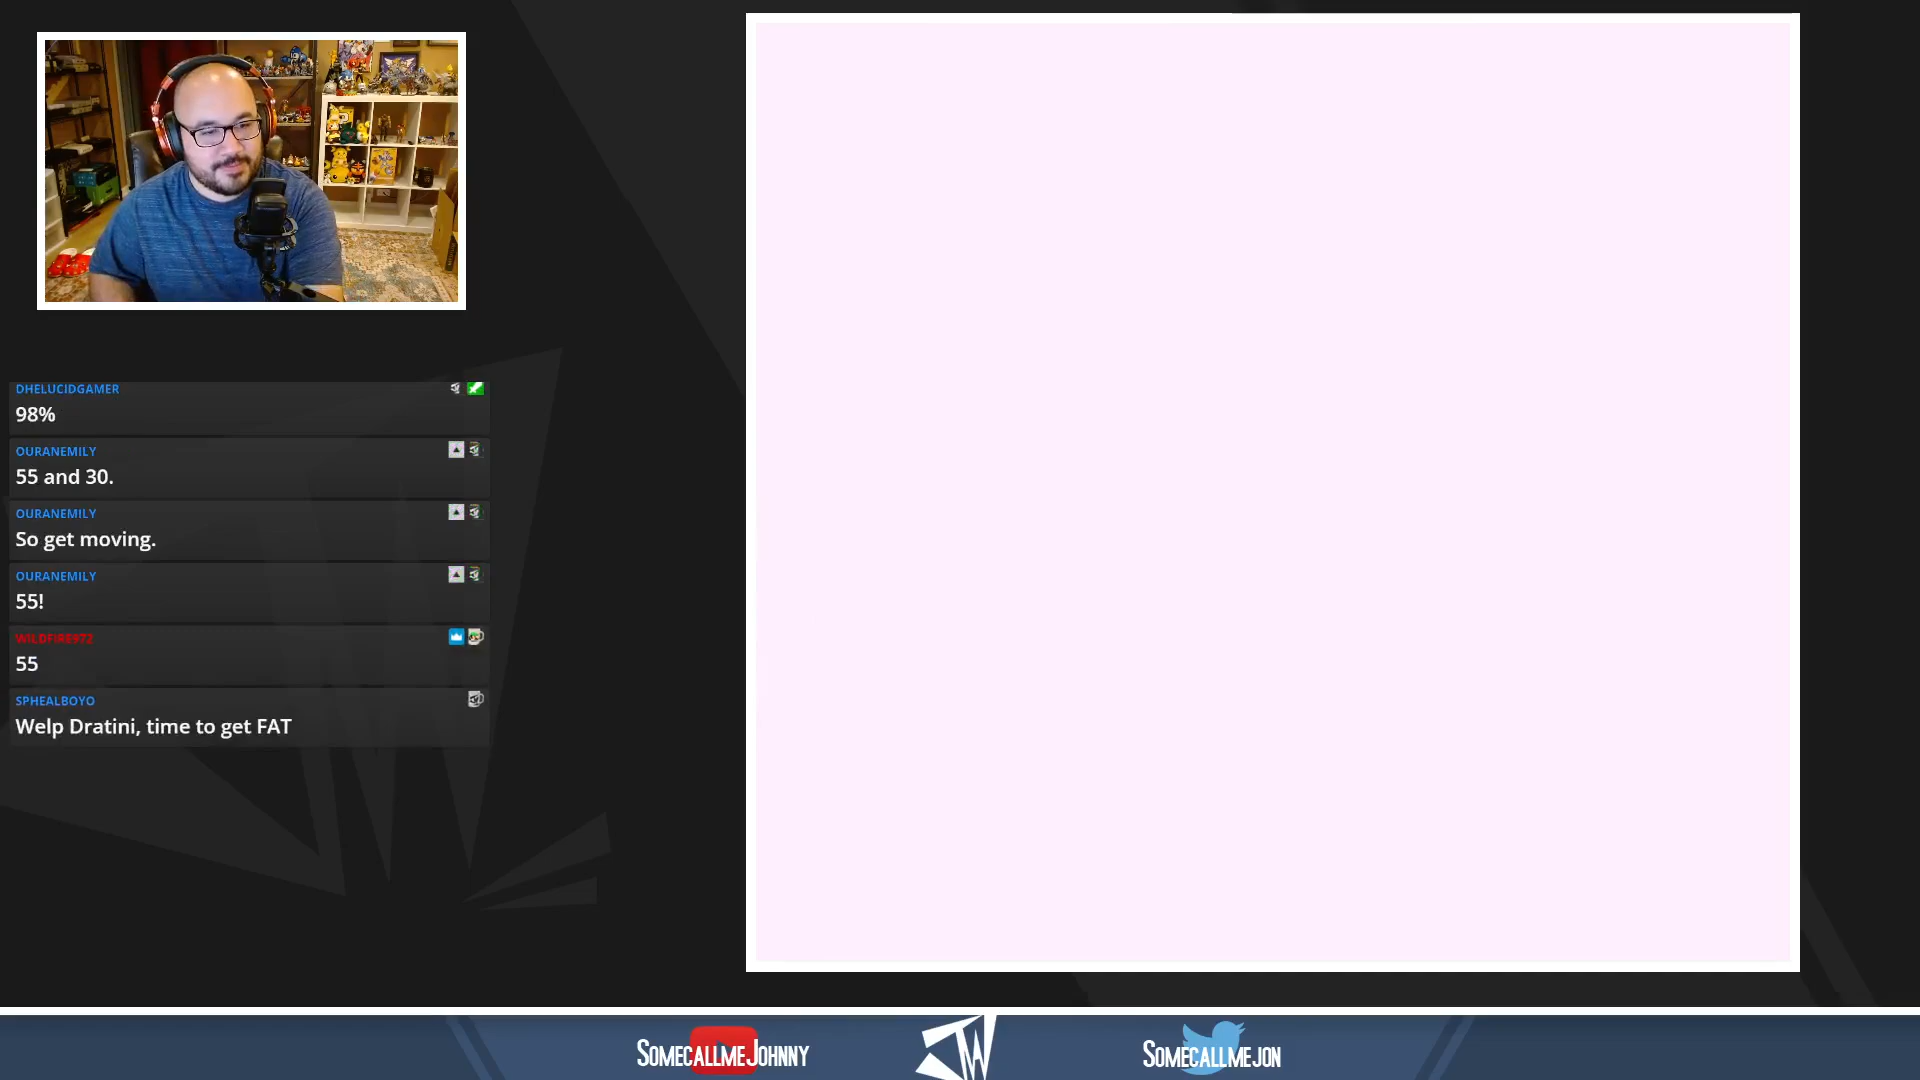 DHELUCIDGAMER
98%
OURANEMILY
55 and 30.
OURANEMILY
So get moving.
OURANEMILY
55!
WILDFIRE972
55
SPHEALBOYO
Welp Dratini, time to get FAT
SOMECALLMEJOHNNY
SOMECALLMEJON